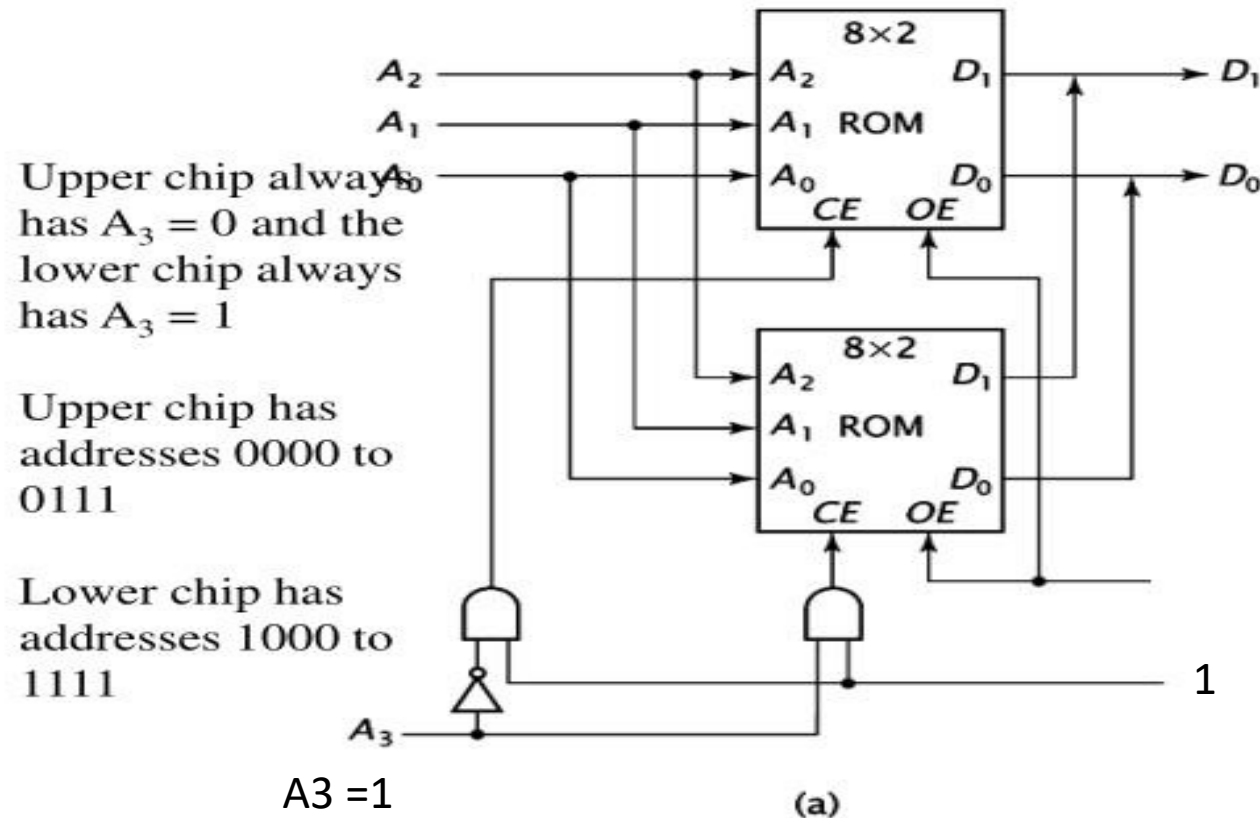 8×2
A₂ A₂ D₁ D₁
A₁ A₁ ROM
A₀ A₀ D₀ D₀
CE OE
Upper chip always
has A₃ = 0 and the
lower chip always
has A₃ = 1
8×2
A₂ D₁
A₁ ROM
A₀ D₀
CE OE
Upper chip has
addresses 0000 to
0111
Lower chip has
addresses 1000 to
1111
1
A₃
A3 =1
(a)